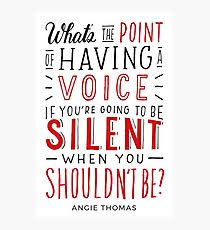 What's THE POINT
OF HAVING A
VOICE
IF YOU'RE GOING TO BE
SILENT
WHEN YOU
SHOULDN'T BE?
ANGIE THOMAS